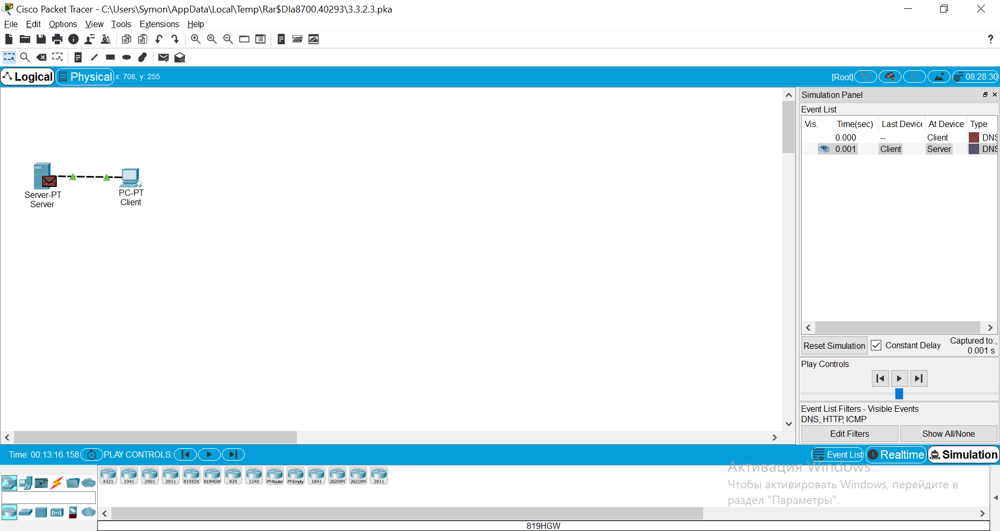 Cisco Packet Tracer - C:\Users\Symon\AppData\Local\Temp\Rar$DIa8700.40293\3.3.2.3.pka
File Edit Options View Tools Extensions Help
?
Logical Physical x: 708, y: 255 [Root] 08:28:30
Simulation Panel
Event List
Vis. Time(sec) Last Device At Device Type
0.000 -- Client DNS
0.001 Client Server DNS
Server-PT
Server
PC-PT
Client
Reset Simulation Constant Delay Captured to:
0.001 s
Play Controls
Event List Filters - Visible Events
DNS, HTTP, ICMP
Edit Filters Show All/None
Time: 00:13:16.158 PLAY CONTROLS: Event List Realtime Simulation
4321 1941 2901 2911 819IOX 819HGW 829 1240 PT-Router PT-Empty 1841 2620XM 2621XM 2811
Активация Windows
Чтобы активировать Windows, перейдите в
раздел "Параметры".
819HGW